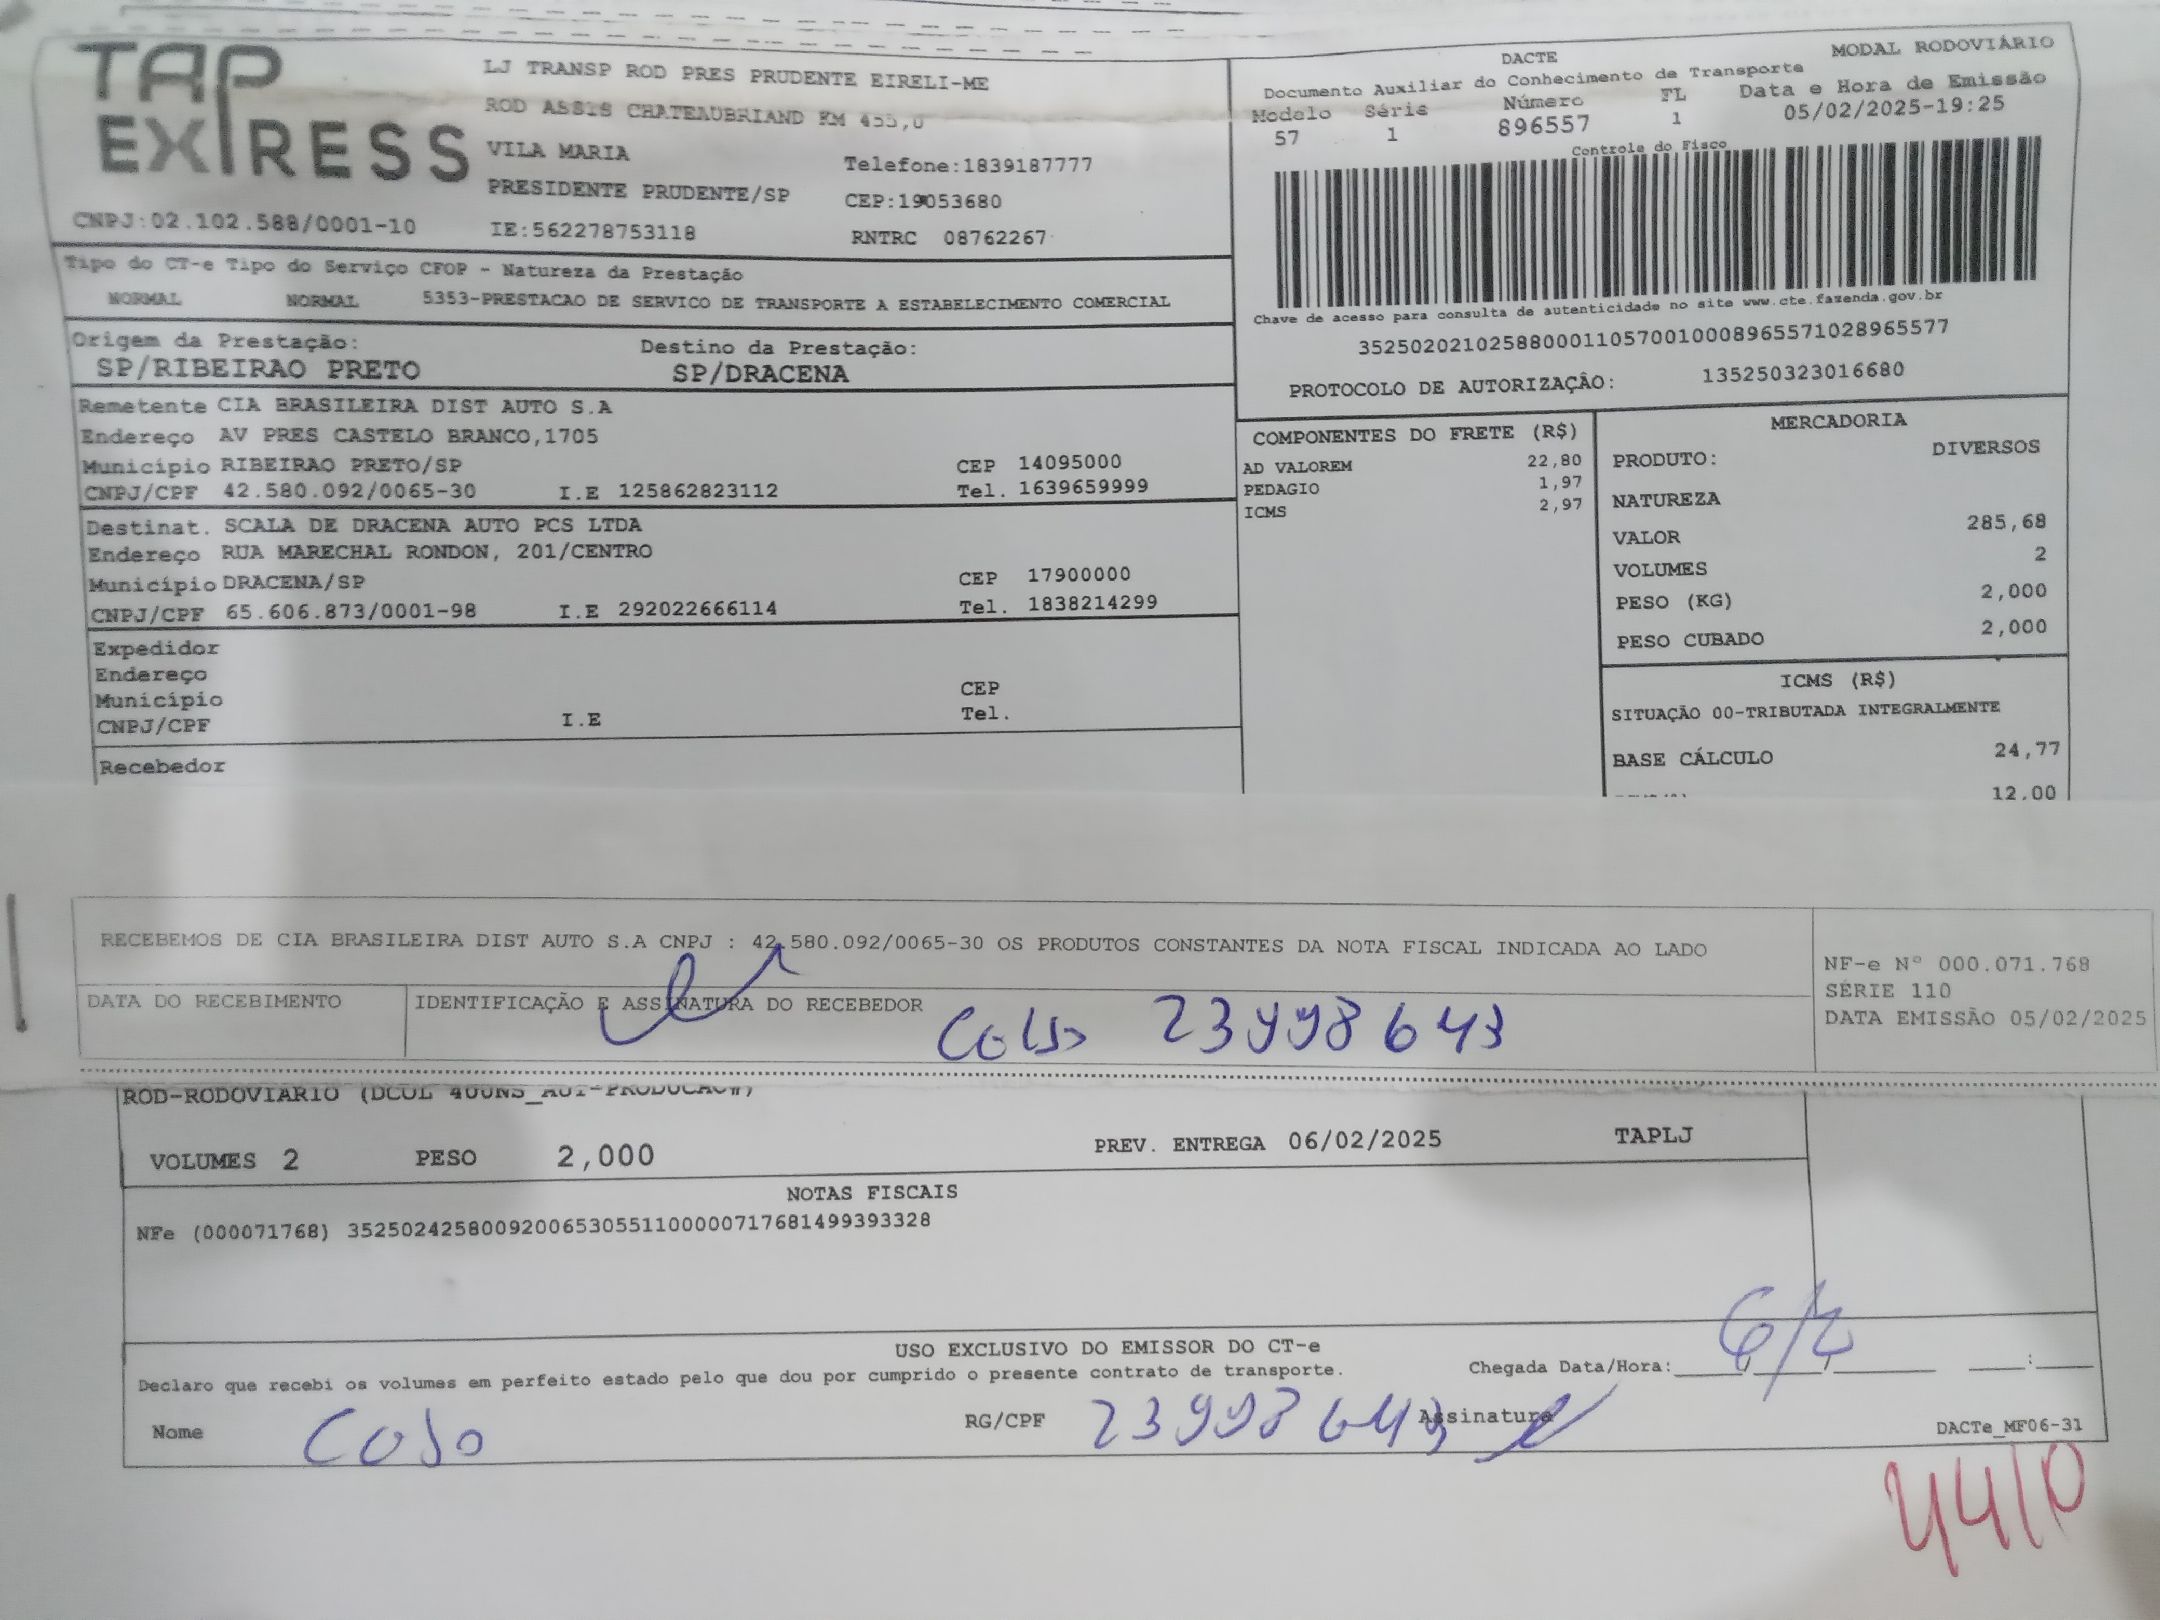 TAP EXPRESS
LJ TRANSP ROD PRES PRUDENTE EIRELI-ME
ROD ASSIS CHATEAUBRIAND KM 455,0
VILA MARIA
Telefone:1839187777
PRESIDENTE PRUDENTE/SP CEP:19053680
CNPJ:02.102.588/0001-10 IE:562278753118 RNTRC 08762267
DACTE MODAL RODOVIÁRIO
Documento Auxiliar do Conhecimento de Transporte
Modelo Séris Número FL Data e Hora de Emissão
57 1 896557 1 05/02/2025-19:25
Controle do Fisco
Chave de acesso para consulta de autenticidade no site www.cte.fazenda.gov.br
35250202102588000110570010008965571028965577
PROTOCOLO DE AUTORIZAÇÃO: 135250323016680
Tipo do CT-e Tipo do Serviço CFOP - Natureza da Prestação
NORMAL NORMAL 5353-PRESTACAO DE SERVICO DE TRANSPORTE A ESTABELECIMENTO COMERCIAL
Origem da Prestação: Destino da Prestação:
SP/RIBEIRAO PRETO SP/DRACENA
Remetente CIA BRASILEIRA DIST AUTO S.A
Endereço AV PRES CASTELO BRANCO,1705
Município RIBEIRAO PRETO/SP CEP 14095000
CNPJ/CPF 42.580.092/0065-30 I.E 125862823112 Tel. 1639659999
Destinat. SCALA DE DRACENA AUTO PCS LTDA
Endereço RUA MARECHAL RONDON, 201/CENTRO
Município DRACENA/SP CEP 17900000
CNPJ/CPF 65.606.873/0001-98 I.E 292022666114 Tel. 1838214299
Expedidor
Endereço
Município CEP
CNPJ/CPF I.E Tel.
Recebedor
COMPONENTES DO FRETE (R$)
AD VALOREM 22,80
PEDAGIO 1,97
ICMS 2,97
MERCADORIA
PRODUTO: DIVERSOS
NATUREZA
VALOR 285,68
VOLUMES 2
PESO (KG) 2,000
PESO CUBADO 2,000
ICMS (R$)
SITUAÇÃO 00-TRIBUTADA INTEGRALMENTE
BASE CÁLCULO 24,77
12,00
RECEBEMOS DE CIA BRASILEIRA DIST AUTO S.A CNPJ : 42.580.092/0065-30 OS PRODUTOS CONSTANTES DA NOTA FISCAL INDICADA AO LADO
DATA DO RECEBIMENTO IDENTIFICAÇÃO E ASSINATURA DO RECEBEDOR
23998643
NF-e Nº 000.071.768
SÉRIE 110
DATA EMISSÃO 05/02/2025
ROD-RODOVIARIO
VOLUMES 2 PESO 2,000 PREV. ENTREGA 06/02/2025 TAPLJ
NOTAS FISCAIS
NFe (000071768) 35250242580092006530551100000717681499393328
USO EXCLUSIVO DO EMISSOR DO CT-e
Declaro que recebi os volumes em perfeito estado pelo que dou por cumprido o presente contrato de transporte. Chegada Data/Hora: 6/2
Nome RG/CPF 23998643 Assinatura
DACTe_MF06-31